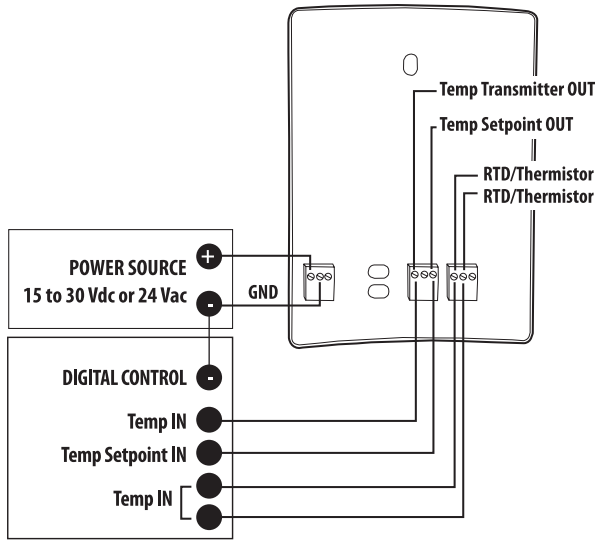 Temp Transmitter OUT
Temp Setpoint OUT
RTD/Thermistor
RTD/Thermistor
+
POWER SOURCE
15 to 30 Vdc or 24 Vac
-
GND
DIGITAL CONTROL
-
Temp IN
Temp Setpoint IN
Temp IN